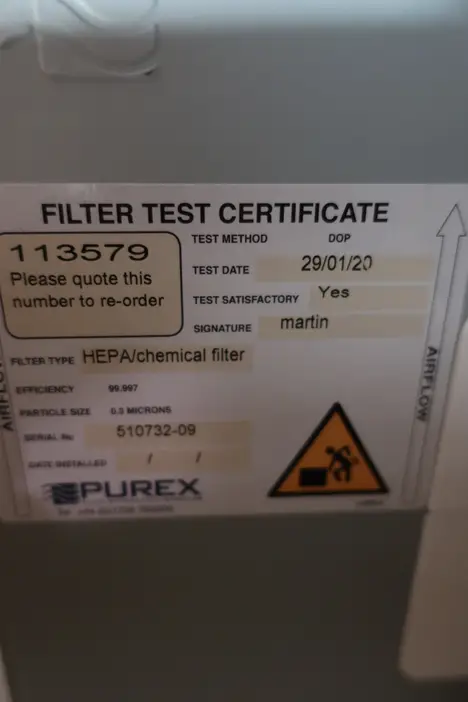 FILTER TEST CERTIFICATE
113579
Please quote this
number to re-order
TEST METHOD DOP
TEST DATE 29/01/20
TEST SATISFACTORY Yes
SIGNATURE martin
FILTER TYPE HEPA/chemical filter
EFFICIENCY 99.997
PARTICLE SIZE 0.3 MICRONS
SERIAL No 510732-09
DATE INSTALLED / /
PUREX
AIRFLOW
AIRFLOW